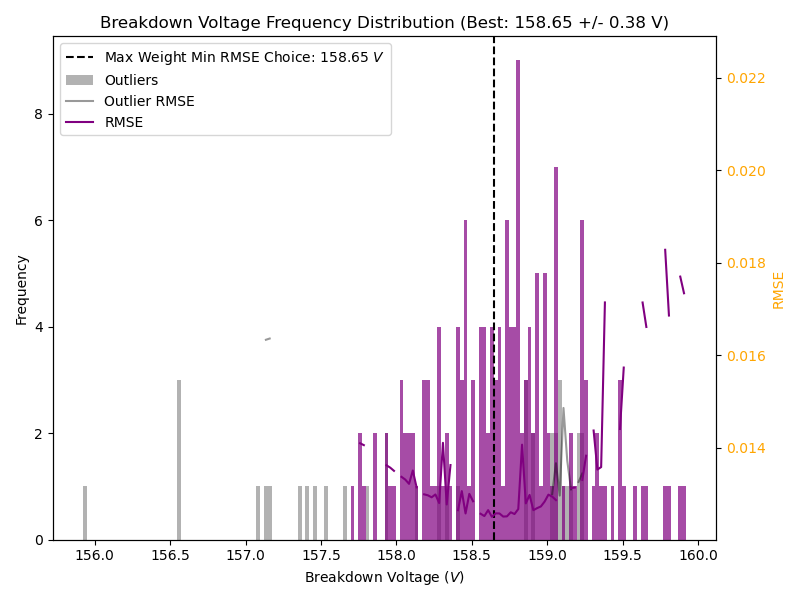 Breakdown Voltage Frequency Distribution (Best: 158.65 +/- 0.38 V)
Max Weight Min RMSE Choice: 158.65 V
Outliers
Outlier RMSE
RMSE
Frequency
8
6
4
2
0
0.022
0.020
0.018
0.016
0.014
RMSE
156.0 156.5 157.0 157.5 158.0 158.5 159.0 159.5 160.0
Breakdown Voltage (V)